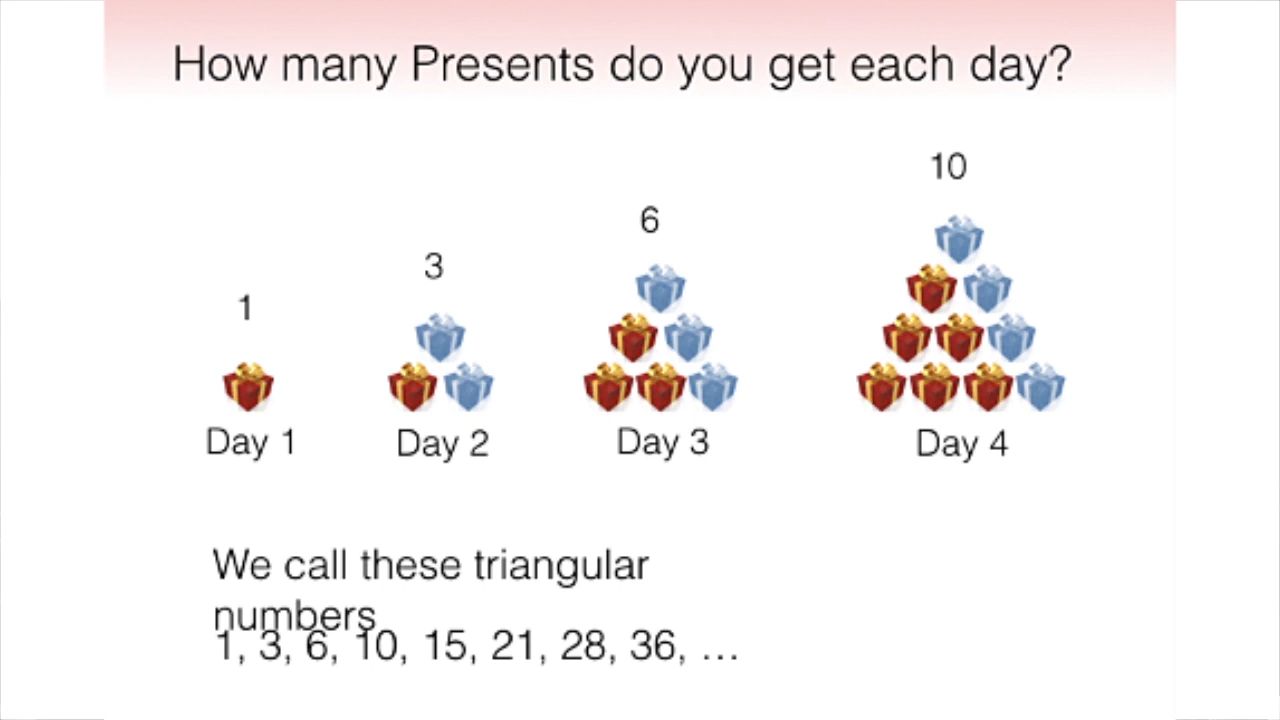 How many Presents do you get each day?
10
6
3
1
Day 1
Day 2
Day 3
Day 4
We call these triangular
numbers
1, 3, 6, 10, 15, 21, 28, 36, …